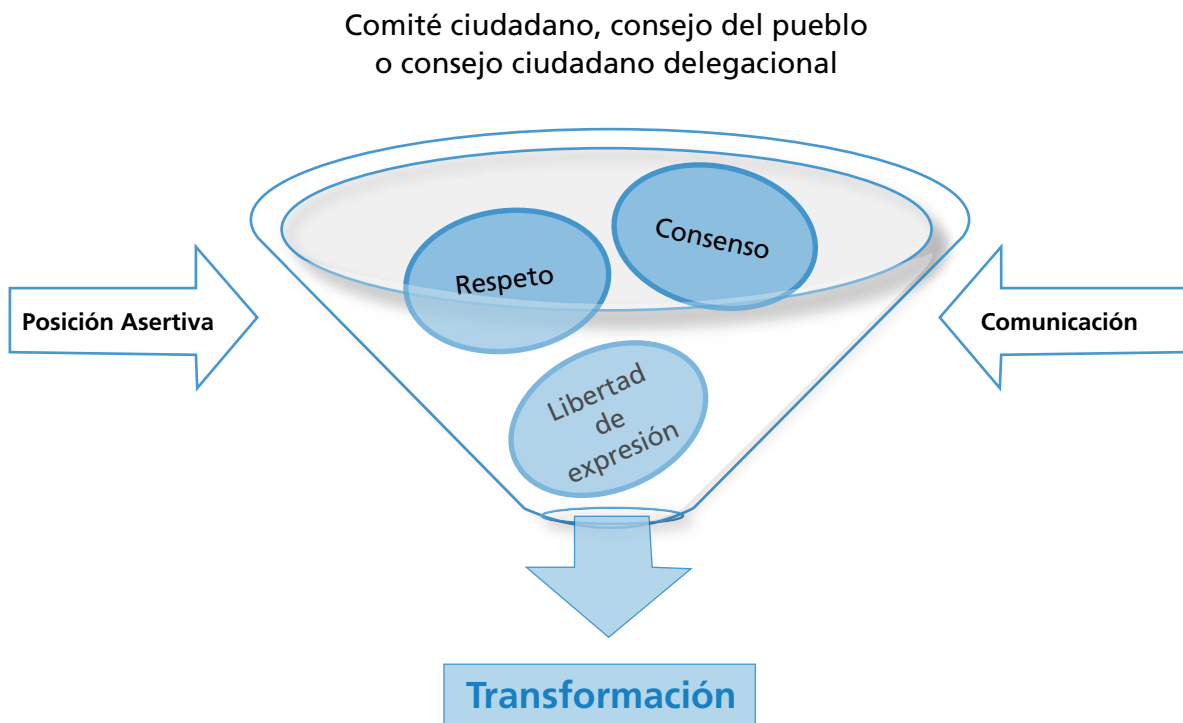 Comité ciudadano, consejo del pueblo
o consejo ciudadano delegacional
Consenso
Respeto
Posición Asertiva
Comunicación
Libertad
de
expresión
Transformación